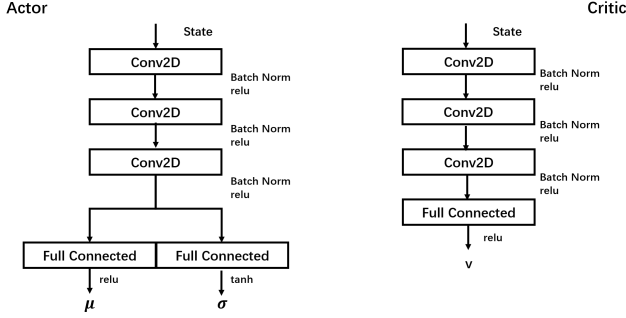 Actor
State
Conv2D
Batch Norm
relu
Conv2D
Batch Norm
relu
Conv2D
Batch Norm
relu
Full Connected
Full Connected
relu
tanh
μ
σ
Critic
State
Conv2D
Batch Norm
relu
Conv2D
Batch Norm
relu
Conv2D
Batch Norm
relu
Full Connected
relu
v